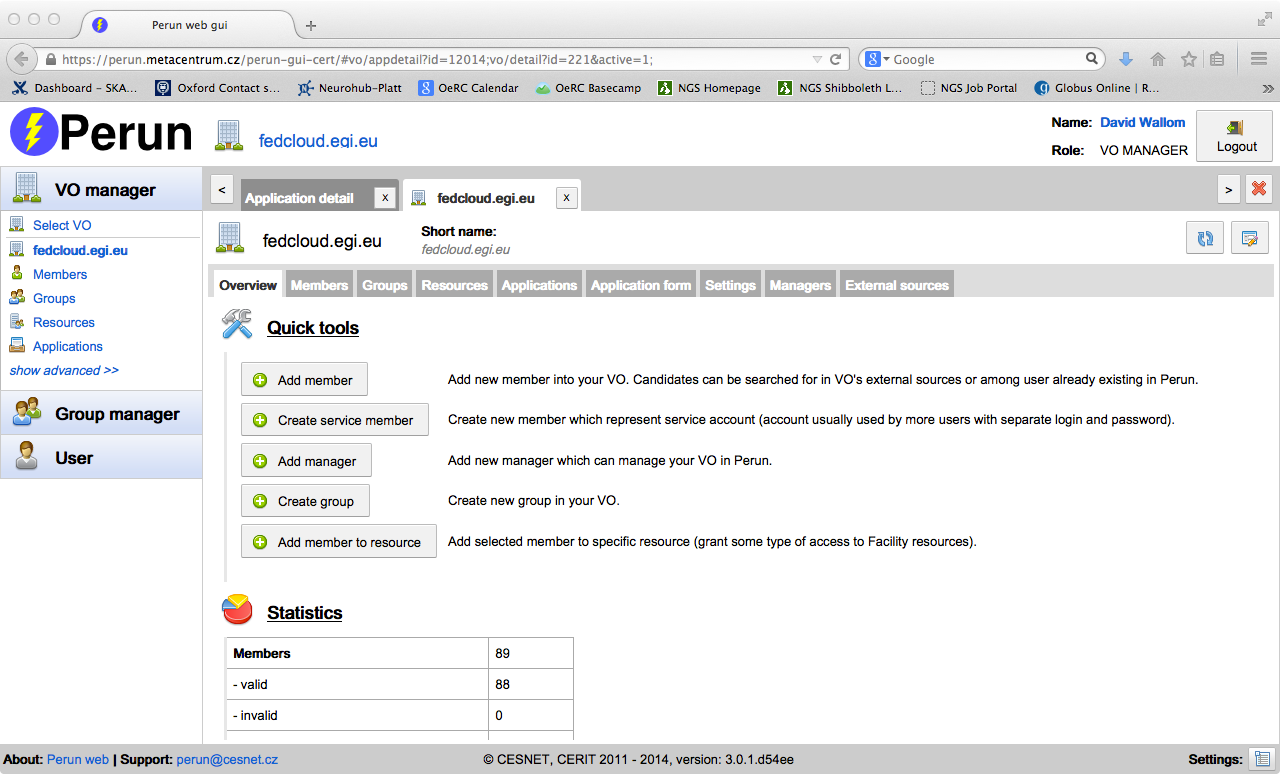 Perun web gui
https://perun.metacentrum.cz/perun-gui-cert/#vo/appdetail?id=12014;vo/detail?id=221&active=1;
Google
Dashboard - SKA...
Oxford Contact s...
Neurohub-Platt
OeRC Calendar
OeRC Basecamp
NGS Homepage
NGS Shibboleth L...
NGS Job Portal
Globus Online | R...
Perun
fedcloud.egi.eu
Name: David Wallom
Role: VO MANAGER
Logout
VO manager
Select VO
fedcloud.egi.eu
Members
Groups
Resources
Applications
show advanced >>
Group manager
User
<
Application detail x
fedcloud.egi.eu x
>
fedcloud.egi.eu
Short name:
fedcloud.egi.eu
Overview
Members
Groups
Resources
Applications
Application form
Settings
Managers
External sources
Quick tools
Add member Add new member into your VO. Candidates can be searched for in VO's external sources or among user already existing in Perun.
Create service member Create new member which represent service account (account usually used by more users with separate login and password).
Add manager Add new manager which can manage your VO in Perun.
Create group Create new group in your VO.
Add member to resource Add selected member to specific resource (grant some type of access to Facility resources).
Statistics
Members 89
- valid 88
- invalid 0
About: Perun web | Support: perun@cesnet.cz
© CESNET, CERIT 2011 - 2014, version: 3.0.1.d54ee
Settings: